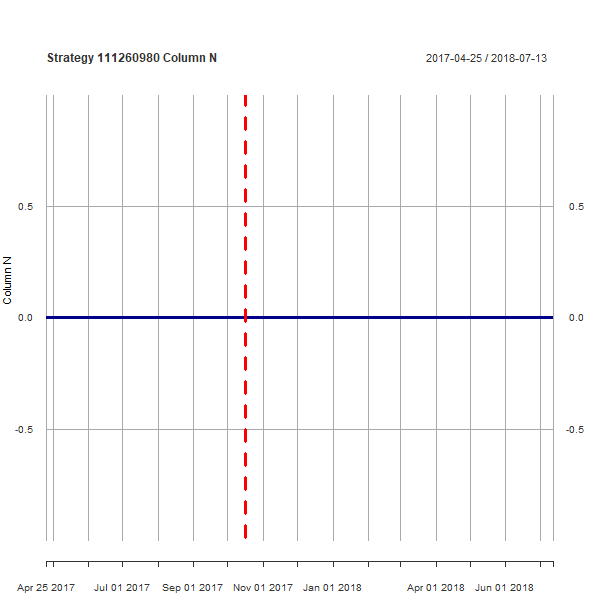 Strategy 111260980 Column N
2017-04-25 / 2018-07-13
0.5
0.5
Column N
0.0
0.0
-0.5
-0.5
Apr 25 2017
Jul 01 2017
Sep 01 2017
Nov 01 2017
Jan 01 2018
Apr 01 2018
Jun 01 2018